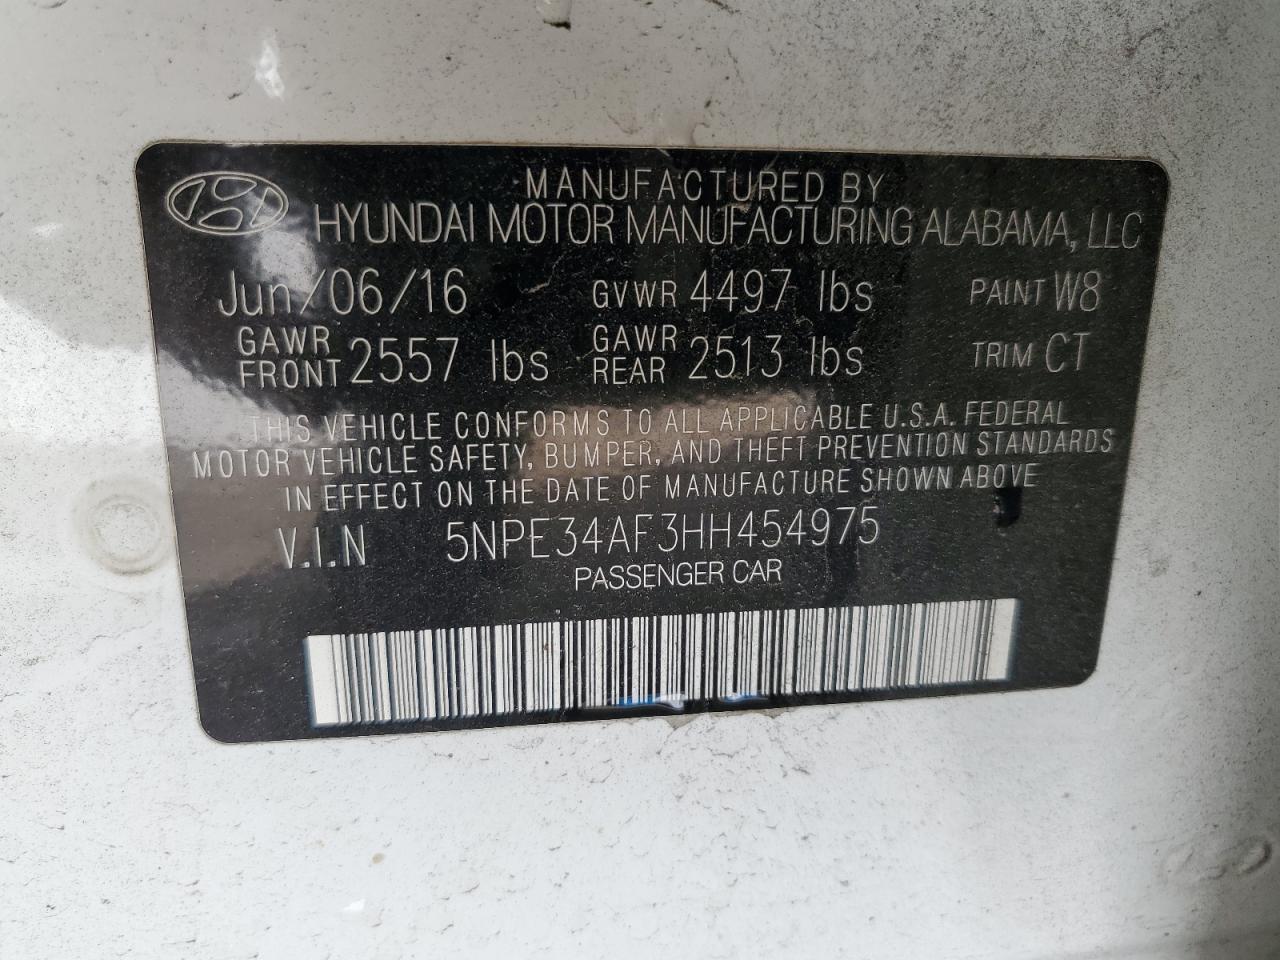 MANUFACTURED BY
HYUNDAI MOTOR MANUFACTURING ALABAMA, LLC
Jun/06/16 GVWR 4497 lbs PAINT W8
GAWR FRONT 2557 lbs GAWR REAR 2513 lbs TRIM CT
THIS VEHICLE CONFORMS TO ALL APPLICABLE U.S.A. FEDERAL
MOTOR VEHICLE SAFETY, BUMPER, AND THEFT PREVENTION STANDARDS
IN EFFECT ON THE DATE OF MANUFACTURE SHOWN ABOVE
V.I.N 5NPE34AF3HH454975
PASSENGER CAR